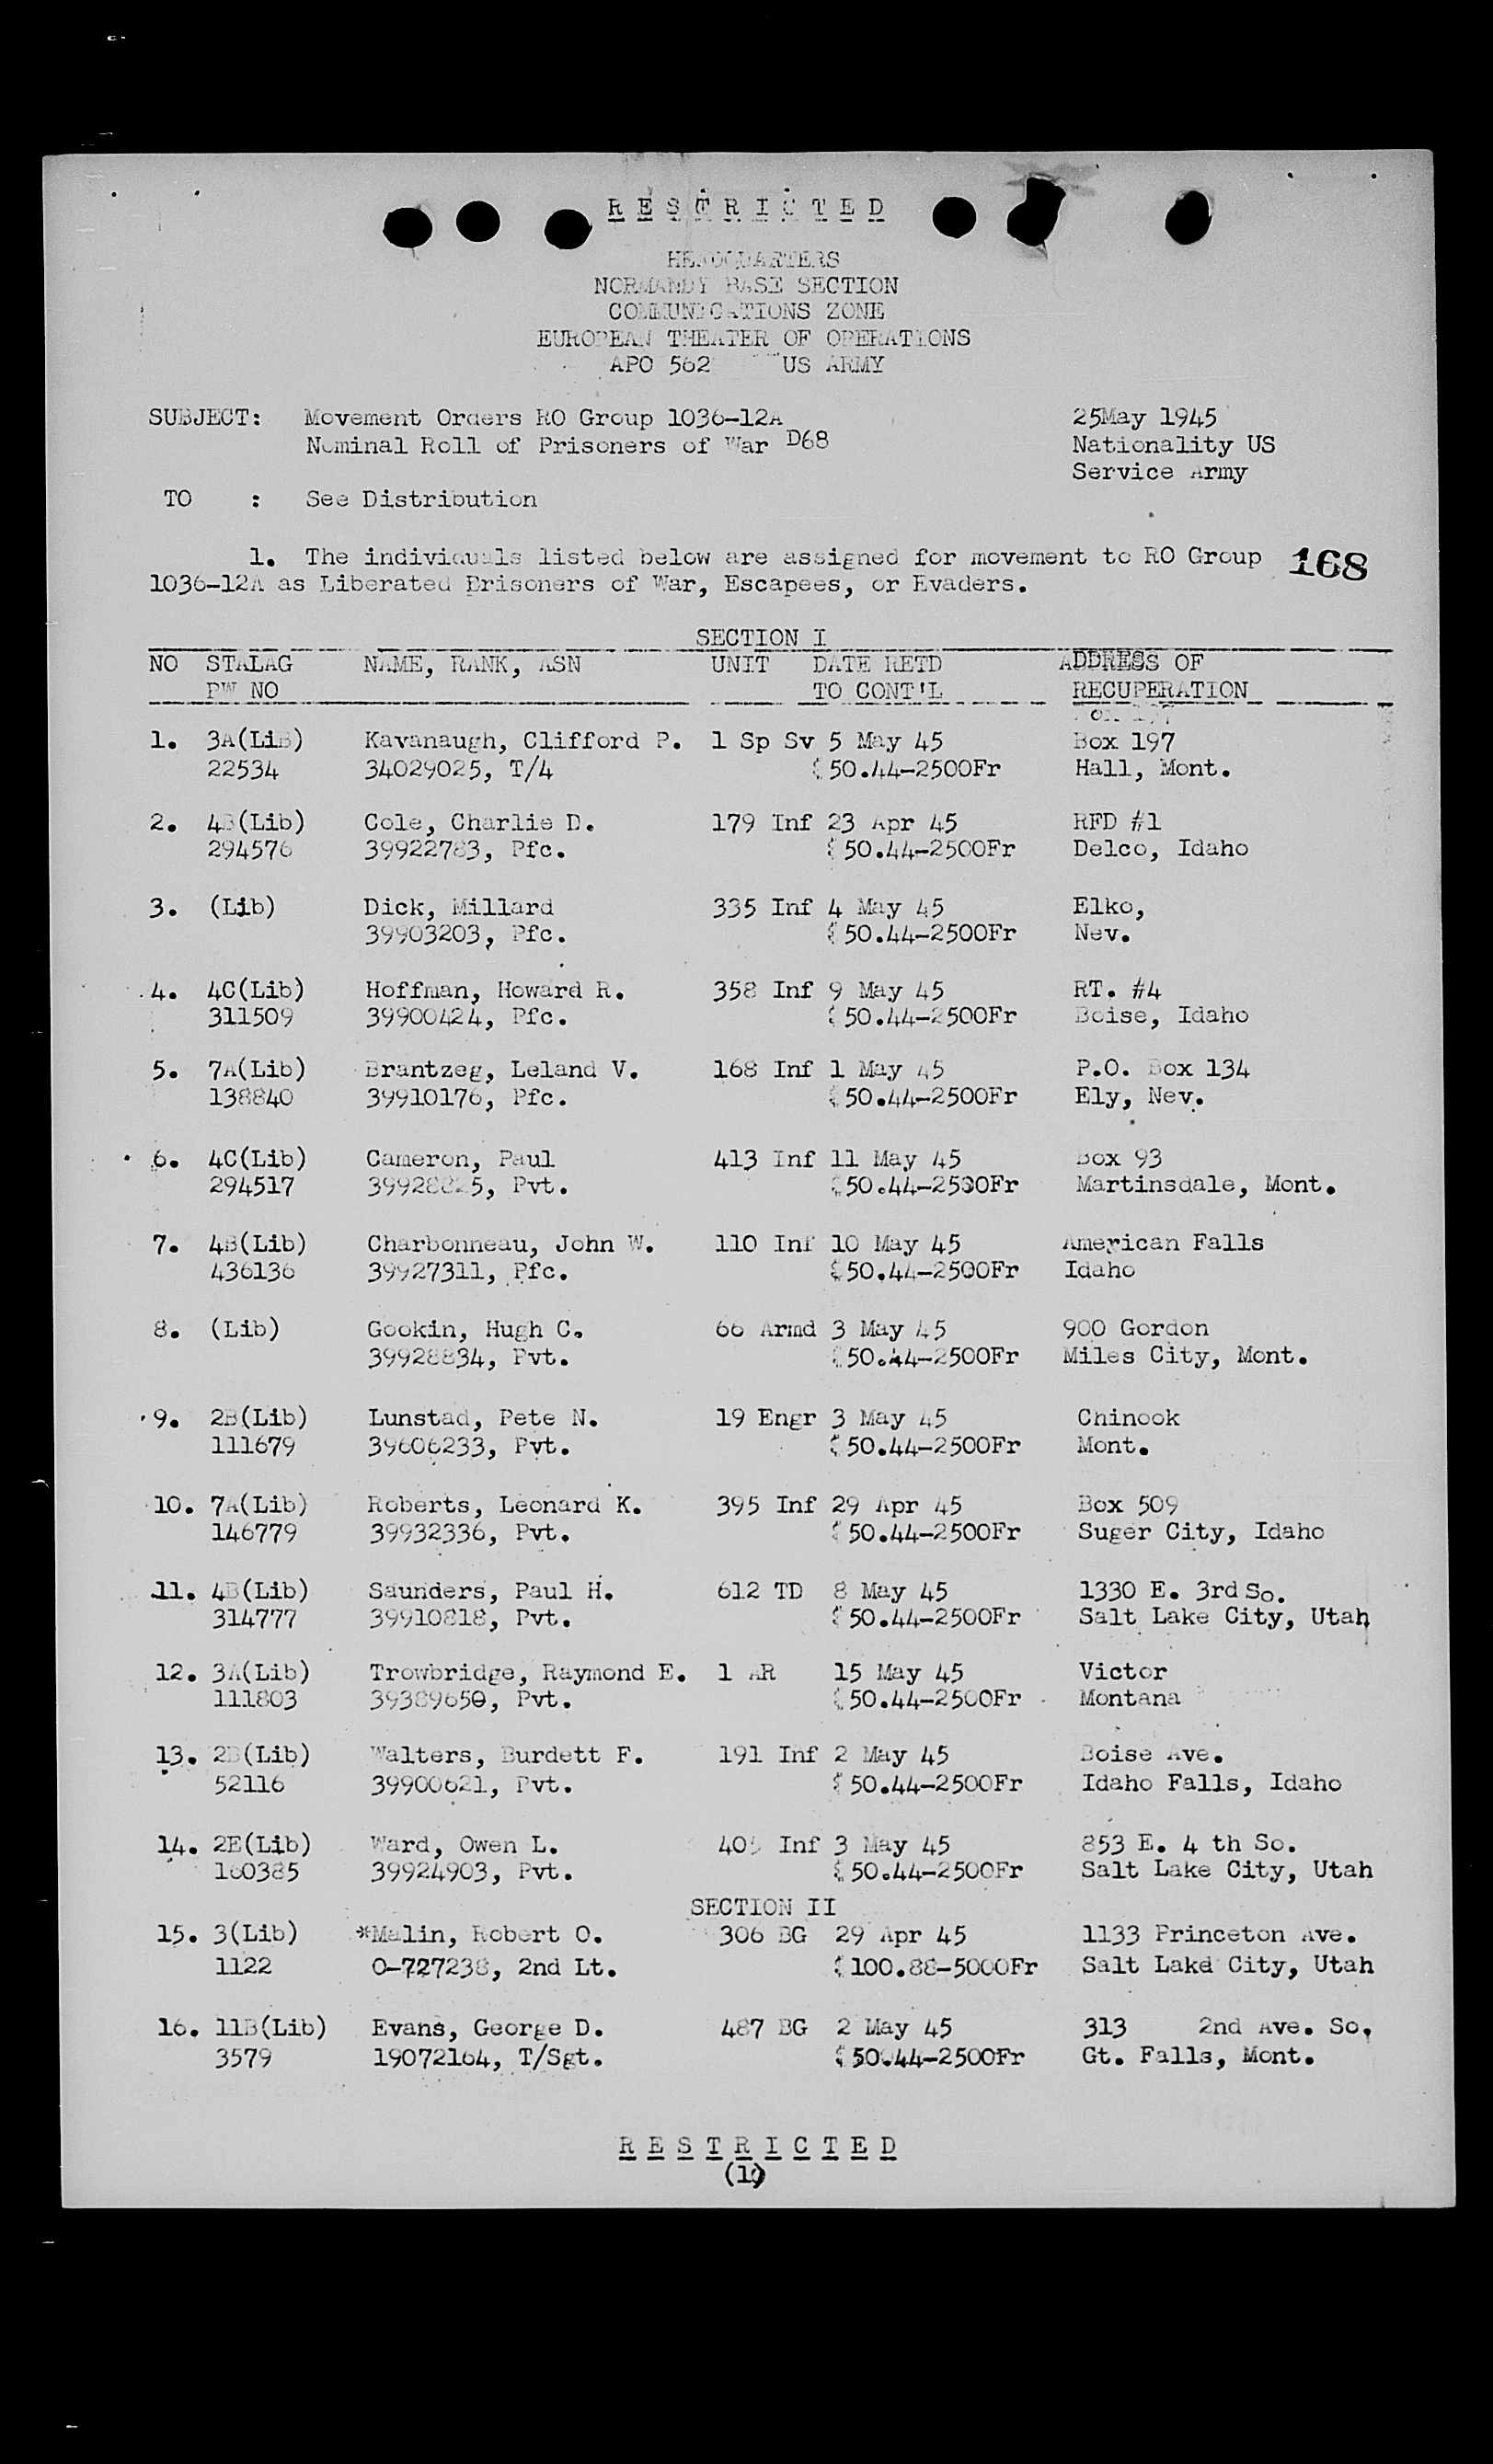 RESTRICTED
HEADQUARTERS
NORMANDY BASE SECTION
COMMUNICATIONS ZONE
EUROPEAN THEATER OF OPERATIONS
APO 562 US ARMY
SUBJECT: Movement Orders RO Group 1036-12A 25May 1945
Nominal Roll of Prisoners of War D68 Nationality US
Service Army
TO : See Distribution
1. The individuals listed below are assigned for movement to RO Group 168
1036-12A as Liberated Prisoners of War, Escapees, or Evaders.
SECTION I
NO STALAG NAME, RANK, ASN UNIT DATE RETD ADDRESS OF
PW NO TO CONT'L RECUPERATION
1. 3A(LiB) Kavanaugh, Clifford P. 1 Sp Sv 5 May 45 Box 197
22534 34029025, T/4 $50.44-2500Fr Hall, Mont.
2. 4B(Lib) Cole, Charlie D. 179 Inf 23 Apr 45 RFD #1
294576 39922783, Pfc. $50.44-2500Fr Delco, Idaho
3. (Lib) Dick, Millard 335 Inf 4 May 45 Elko,
39903203, Pfc. $50.44-2500Fr Nev.
4. 4C(Lib) Hoffman, Howard R. 358 Inf 9 May 45 RT. #4
311509 39900424, Pfc. $50.44-2500Fr Boise, Idaho
5. 7A(Lib) Brantzeg, Leland V. 168 Inf 1 May 45 P.O. Box 134
138840 39910176, Pfc. $50.44-2500Fr Ely, Nev.
6. 4C(Lib) Cameron, Paul 413 Inf 11 May 45 Box 93
294517 Pvt. $50.44-2500Fr Martinsdale, Mont.
7. 4B(Lib) Charbonneau, John W. 110 Inf 10 May 45 American Falls
436136 39927311, Pfc. $50.44-2500Fr Idaho
8. (Lib) Gookin, Hugh C. 66 Armd 3 May 45 900 Gordon
39928834, Pvt. $50.44-2500Fr Miles City, Mont.
9. 2B(Lib) Lunstad, Pete N. 19 Engr 3 May 45 Chinook
111679 39606233, Pvt. $50.44-2500Fr Mont.
10. 7A(Lib) Roberts, Leonard K. 395 Inf 29 Apr 45 Box 509
146779 39932336, Pvt. $50.44-2500Fr Suger City, Idaho
11. 4B(Lib) Saunders, Paul H. 612 TD 8 May 45 1330 E. 3rd So.
314777 39910818, Pvt. $50.44-2500Fr Salt Lake City, Utah
12. 3A(Lib) Trowbridge, Raymond E. 1 AR 15 May 45 Victor
111803 39389650, Pvt. $50.44-2500Fr Montana
13. 2B(Lib) Walters, Burdett F. 191 Inf 2 May 45 Boise Ave.
52116 39900621, Pvt. $50.44-2500Fr Idaho Falls, Idaho
14. 2E(Lib) Ward, Owen L. 405 Inf 3 May 45 853 E. 4 th So.
160385 39924903, Pvt. $50.44-2500Fr Salt Lake City, Utah
SECTION II
15. 3(Lib) *Malin, Robert O. 306 BG 29 Apr 45 1133 Princeton Ave.
1122 O-727238, 2nd Lt. $100.88-5000Fr Salt Lake City, Utah
16. 11B(Lib) Evans, George D. 487 BG 2 May 45 313 2nd Ave. So.
3579 19072164, T/Sgt. $50.44-2500Fr Gt. Falls, Mont.
RESTRICTED
(1)